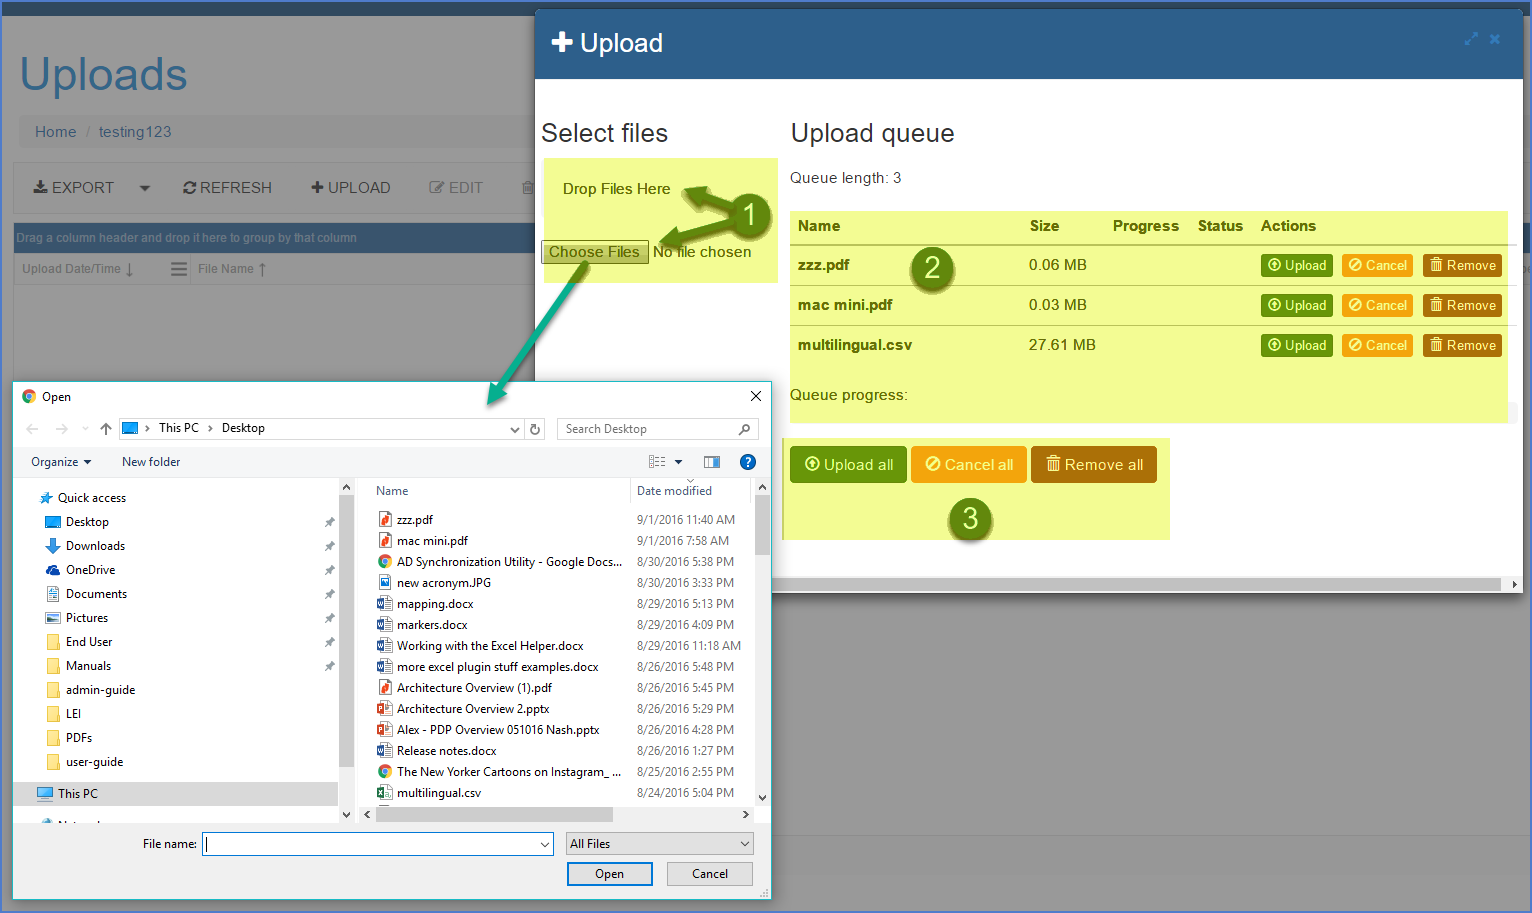 Uploads
Home / testing123
EXPORT REFRESH UPLOAD EDIT
Drag a column header and drop it here to group by that column
Upload Date/Time File Name
Upload
Select files
Drop Files Here
1
Choose Files No file chosen
Upload queue
Queue length: 3
Name Size Progress Status Actions
zzz.pdf 0.06 MB Upload Cancel Remove
2
mac mini.pdf 0.03 MB Upload Cancel Remove
multilingual.csv 27.61 MB Upload Cancel Remove
Queue progress:
Upload all Cancel all Remove all
3
Open
This PC > Desktop
Search Desktop
Organize New folder
Quick access
Desktop
Downloads
OneDrive
Documents
Pictures
End User
Manuals
admin-guide
LEI
PDFs
user-guide
This PC
Name Date modified
zzz.pdf 9/1/2016 11:40 AM
mac mini.pdf 9/1/2016 7:58 AM
AD Synchronization Utility - Google Docs... 8/30/2016 5:38 PM
new acronym.JPG 8/30/2016 3:33 PM
mapping.docx 8/29/2016 5:13 PM
markers.docx 8/29/2016 4:09 PM
Working with the Excel Helper.docx 8/29/2016 11:18 AM
more excel plugin stuff examples.docx 8/26/2016 5:48 PM
Architecture Overview (1).pdf 8/26/2016 5:45 PM
Architecture Overview 2.pptx 8/26/2016 5:29 PM
Alex - PDP Overview 051016 Nash.pptx 8/26/2016 4:28 PM
Release notes.docx 8/26/2016 1:27 PM
The New Yorker Cartoons on Instagram_ ... 8/25/2016 2:55 PM
multilingual.csv 8/24/2016 5:04 PM
File name: All Files
Open Cancel